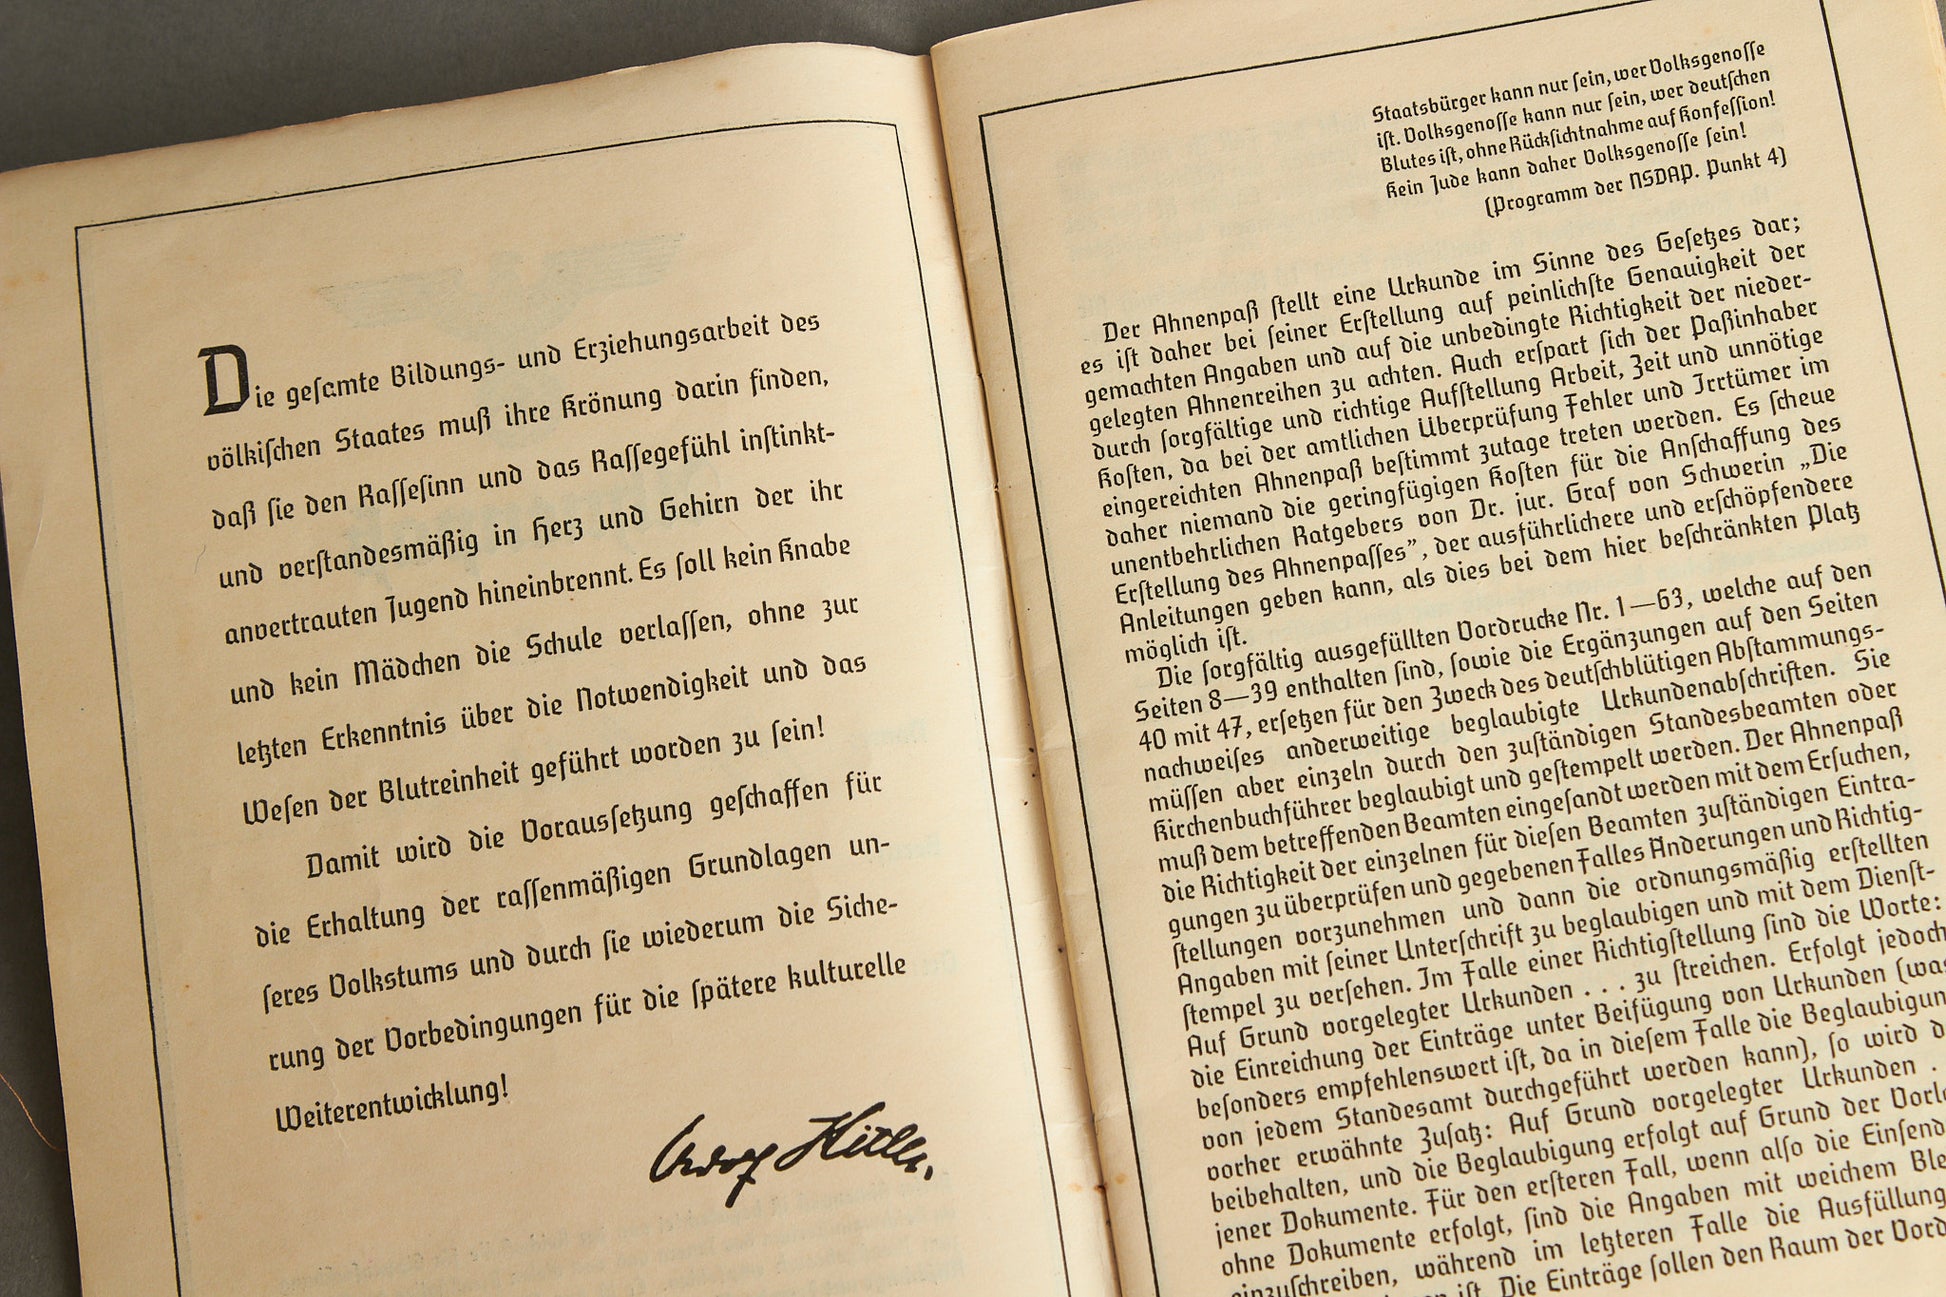 Die geſamte Bildungs- und Erziehungsarbeit des
völkiſchen Staates muß ihre Krönung darin finden,
daß ſie den Raſſeſinn und das Raſſegefühl inſtinkt-
und verſtandesmäßig in Herz und Gehirn der ihr
anvertrauten Jugend hineinbrennt. Es ſoll kein Knabe
und kein Mädchen die Schule verlaſſen, ohne zur
letzten Erkenntnis über die Notwendigkeit und das
Weſen der Blutreinheit geführt worden zu ſein!
Damit wird die Vorausſetzung geſchaffen für
die Erhaltung der raſſenmäßigen Grundlagen un-
ſeres Volkstums und durch ſie wiederum die Siche-
rung der Vorbedingungen für die ſpätere kulturelle
Weiterentwicklung!
Adolf Hitler.
Staatsbürger kann nur ſein, wer Volksgenoſſe
iſt. Volksgenoſſe kann nur ſein, wer deutſchen
Blutes iſt, ohne Rückſichtnahme auf Konfeſſion!
Kein Jude kann daher Volksgenoſſe ſein!
(Programm der NSDAP. Punkt 4)
Der Ahnenpaß ſtellt eine Urkunde im Sinne des Geſetzes dar;
es iſt daher bei ſeiner Erſtellung auf peinlichſte Genauigkeit der
gemachten Angaben und auf die unbedingte Richtigkeit der nieder-
gelegten Ahnenreihen zu achten. Auch erſpart ſich der Paßinhaber
durch ſorgfältige und richtige Aufſtellung Arbeit, Zeit und unnötige
Koſten, da bei der amtlichen Überprüfung Fehler und Irrtümer im
eingereichten Ahnenpaß beſtimmt zutage treten werden. Es ſcheue
daher niemand die geringfügigen Koſten für die Anſchaffung des
unentbehrlichen Ratgebers von Dr. jur. Graf von Schwerin „Die
Erſtellung des Ahnenpaſſes”, der ausführlichere und erſchöpfendere
Anleitungen geben kann, als dies bei dem hier beſchränkten Platz
möglich iſt.
Die ſorgfältig ausgefüllten Vordrucke Nr. 1—63, welche auf den
Seiten 8—39 enthalten ſind, ſowie die Ergänzungen auf den Seiten
40 mit 47, erſetzen für den Zweck des deutſchblütigen Abſtammungs-
nachweiſes anderweitige beglaubigte Urkundenabſchriften. Sie
müſſen aber einzeln durch den zuſtändigen Standesbeamten oder
Kirchenbuchführer beglaubigt und geſtempelt werden. Der Ahnenpaß
muß dem betreffenden Beamten eingeſandt werden mit dem Erſuchen,
die Richtigkeit der einzelnen für dieſen Beamten zuſtändigen Eintra-
gungen zu überprüfen und gegebenen Falles Änderungen und Richtig-
ſtellungen vorzunehmen und dann die ordnungsmäßig erſtellten
Angaben mit ſeiner Unterſchrift zu beglaubigen und mit dem Dienſt-
ſtempel zu verſehen. Im Falle einer Richtigſtellung ſind die Worte:
Auf Grund vorgelegter Urkunden . . . zu ſtreichen. Erfolgt jedoch
die Einreichung der Einträge unter Beifügung von Urkunden (was
beſonders empfehlenswert iſt, da in dieſem Falle die Beglaubigun
von jedem Standesamt durchgeführt werden kann), ſo wird d
vorher erwähnte Zuſatz: Auf Grund vorgelegter Urkunden .
beibehalten, und die Beglaubigung erfolgt auf Grund der Vorle
jener Dokumente. Für den erſteren Fall, wenn alſo die Einſend
ohne Dokumente erfolgt, ſind die Angaben mit weichem Ble
einzuſchreiben, während im letzteren Falle die Ausfüllung
iſt. Die Einträge ſollen den Raum der Vord